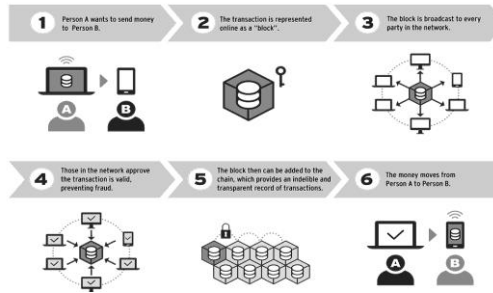 1
Person A wants to send money
to Person B.
2
The transaction is represented
online as a "block".
3
The block is broadcast to every
party in the network.
A
B
4
Those in the network approve
the transaction is valid,
preventing fraud.
5
The block then can be added to the
chain, which provides an indelible and
transparent record of transactions.
6
The money moves from
Person A to Person B.
A
B